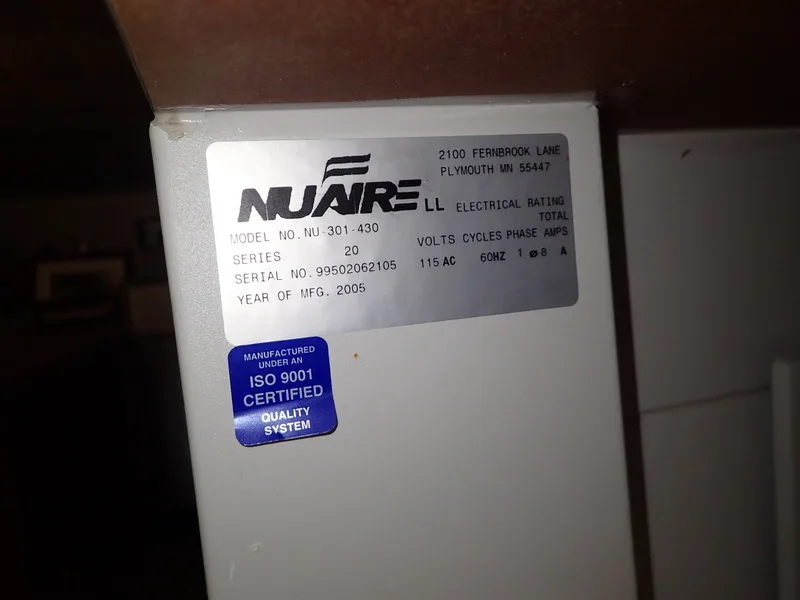 2100 FERNBROOK LANE
PLYMOUTH MN 55447
NUAIRE LL ELECTRICAL RATING
TOTAL
MODEL NO. NU-301-430
VOLTS CYCLES PHASE AMPS
SERIES 20
115 AC 60HZ 1 ø 8 A
SERIAL NO. 99502062105
YEAR OF MFG. 2005
MANUFACTURED
UNDER AN
ISO 9001
CERTIFIED
QUALITY
SYSTEM